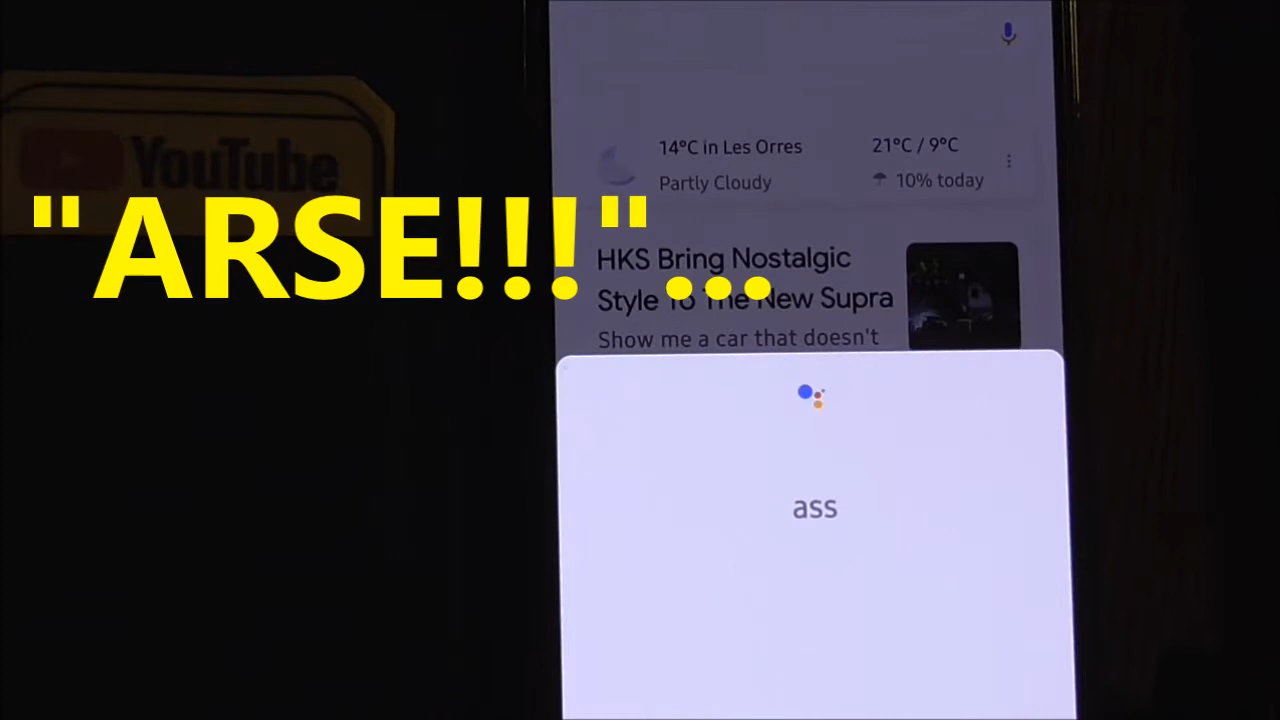 YouTube
"ARSE!!!" ...
14°C in Les Orres
Partly Cloudy
21°C / 9°C
10% today
HKS Bring Nostalgic
Style To The New Supra
Show me a car that doesn't
ass